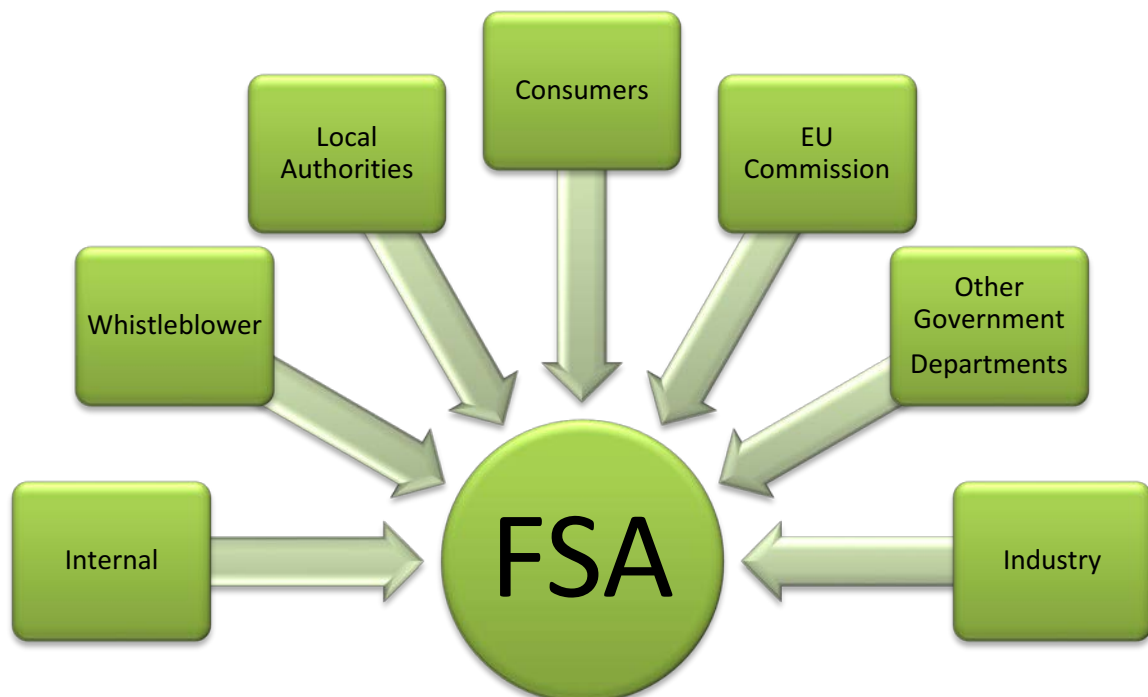 Consumers
Local
Authorities
EU
Commission
Whistleblower
Other
Government
Departments
Internal
FSA
Industry